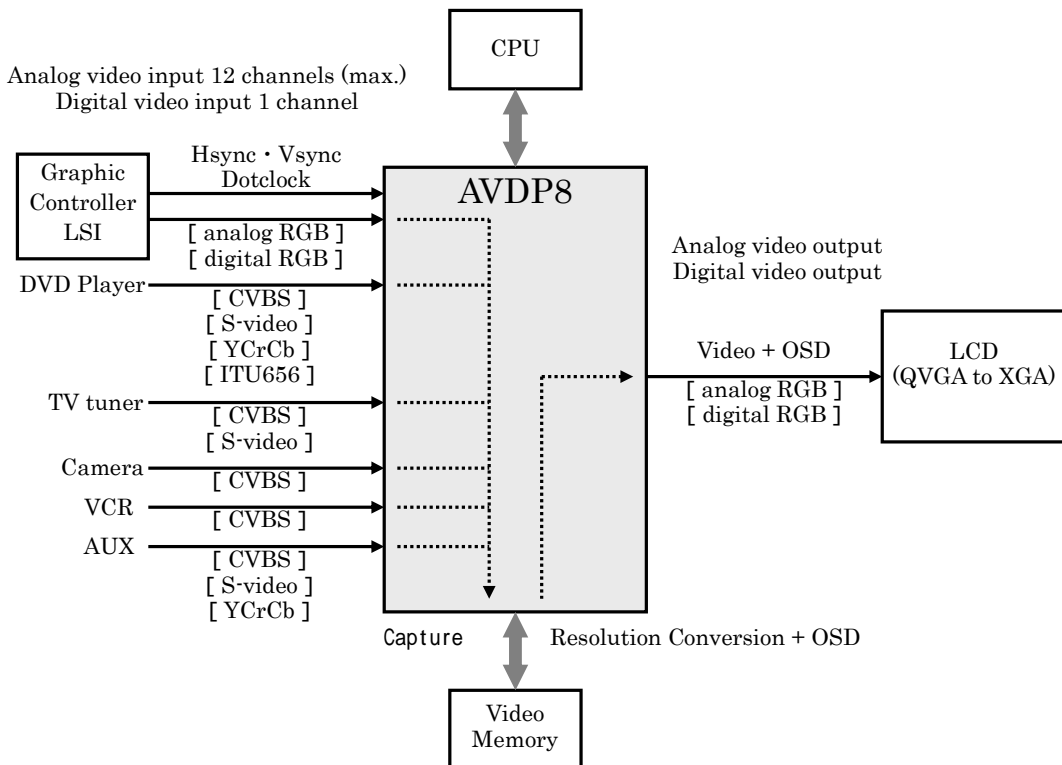 CPU
Analog video input 12 channels (max.)
Digital video input 1 channel
Graphic
Controller
LSI
Hsync・Vsync
Dotclock
[ analog RGB ]
[ digital RGB ]
AVDP8
DVD Player
[ CVBS ]
[ S-video ]
[ YCrCb ]
[ ITU656 ]
TV tuner
[ CVBS ]
[ S-video ]
Camera
[ CVBS ]
VCR
[ CVBS ]
AUX
[ CVBS ]
[ S-video ]
[ YCrCb ]
Analog video output
Digital video output
Video + OSD
[ analog RGB ]
[ digital RGB ]
LCD
(QVGA to XGA)
Capture
Resolution Conversion + OSD
Video
Memory